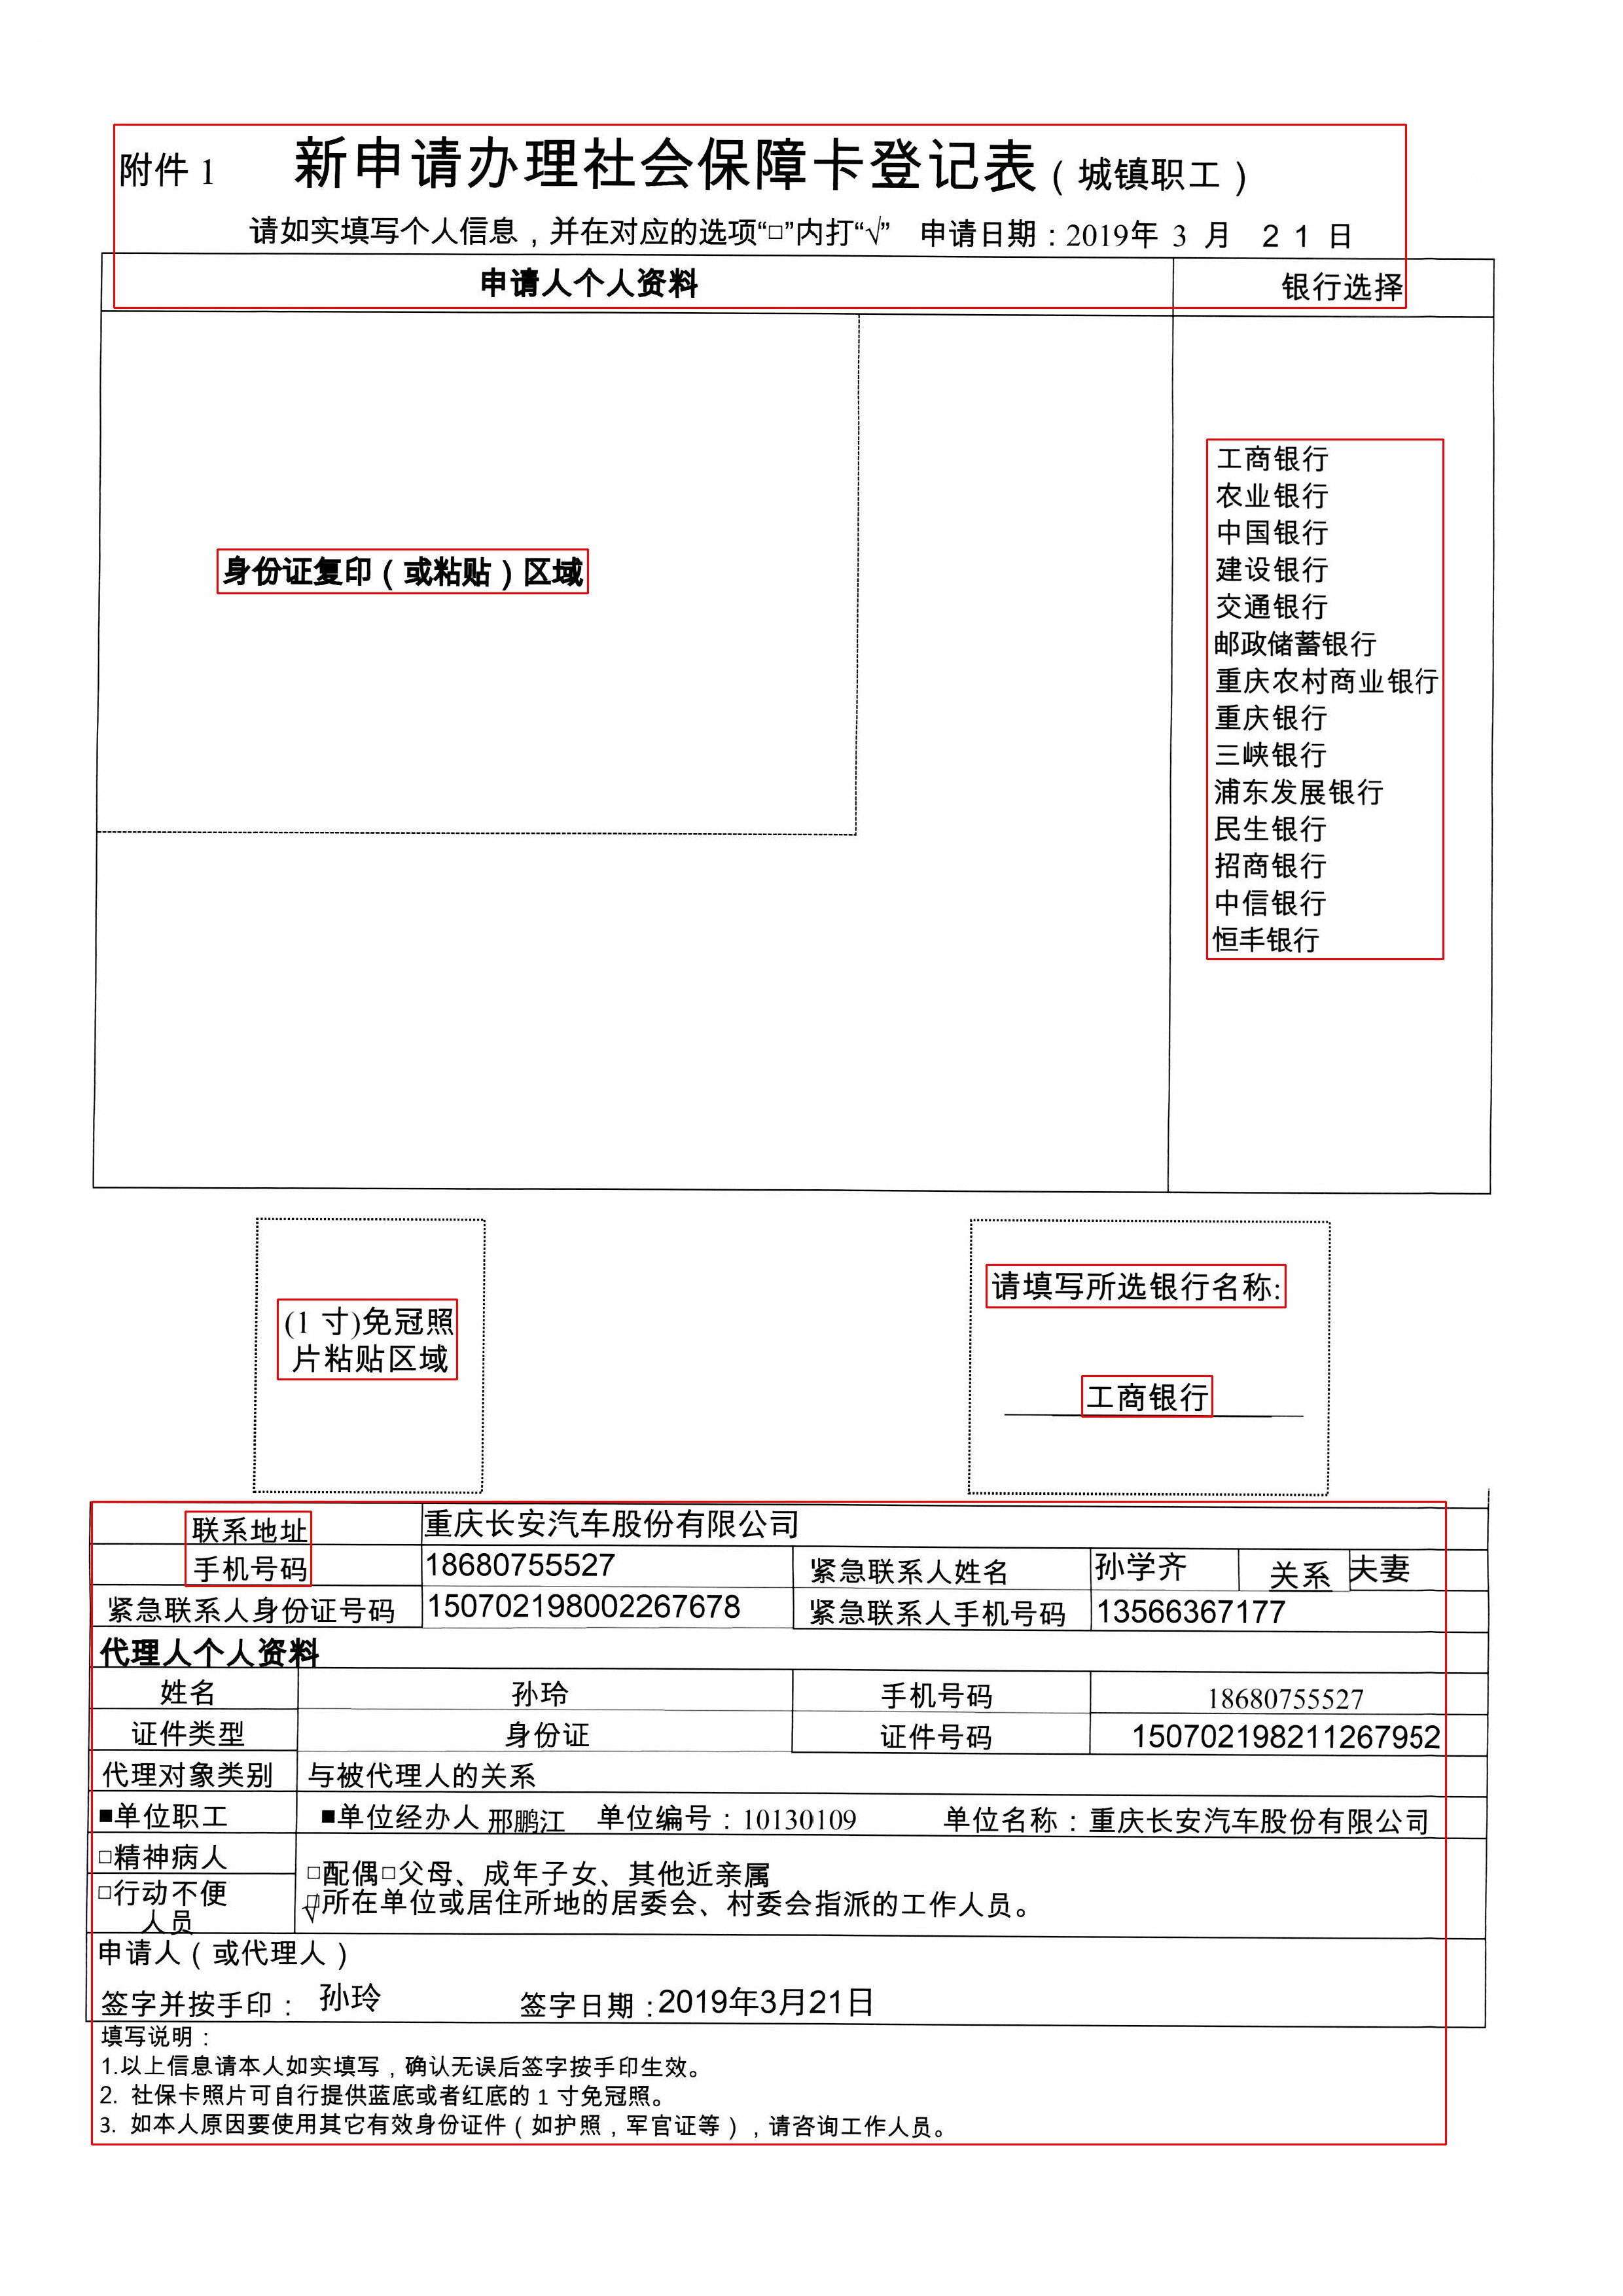 附件 1 新申请办理社会保障卡登记表（城镇职工）
请如实填写个人信息，并在对应的选项“□”内打“√” 申请日期：2019年 3 月 2 1 日
申请人个人资料 银行选择
身份证复印（或粘贴）区域
工商银行
农业银行
中国银行
建设银行
交通银行
邮政储蓄银行
重庆农村商业银行
重庆银行
三峡银行
浦东发展银行
民生银行
招商银行
中信银行
恒丰银行
(1 寸)免冠照
片粘贴区域
请填写所选银行名称:
工商银行
联系地址 重庆长安汽车股份有限公司
手机号码 18680755527 紧急联系人姓名 孙学齐 关系 夫妻
紧急联系人身份证号码 150702198002267678 紧急联系人手机号码 13566367177
代理人个人资料
姓名 孙玲 手机号码 18680755527
证件类型 身份证 证件号码 150702198211267952
代理对象类别 与被代理人的关系
■单位职工 ■单位经办人 邢鹏江 单位编号：10130109 单位名称：重庆长安汽车股份有限公司
□精神病人
□配偶□父母、成年子女、其他近亲属
□行动不便
人员
√□所在单位或居住所地的居委会、村委会指派的工作人员。
申请人（或代理人）
签字并按手印： 孙玲 签字日期：2019年3月21日
填写说明：
1.以上信息请本人如实填写，确认无误后签字按手印生效。
2. 社保卡照片可自行提供蓝底或者红底的 1 寸免冠照。
3. 如本人原因要使用其它有效身份证件（如护照，军官证等），请咨询工作人员。